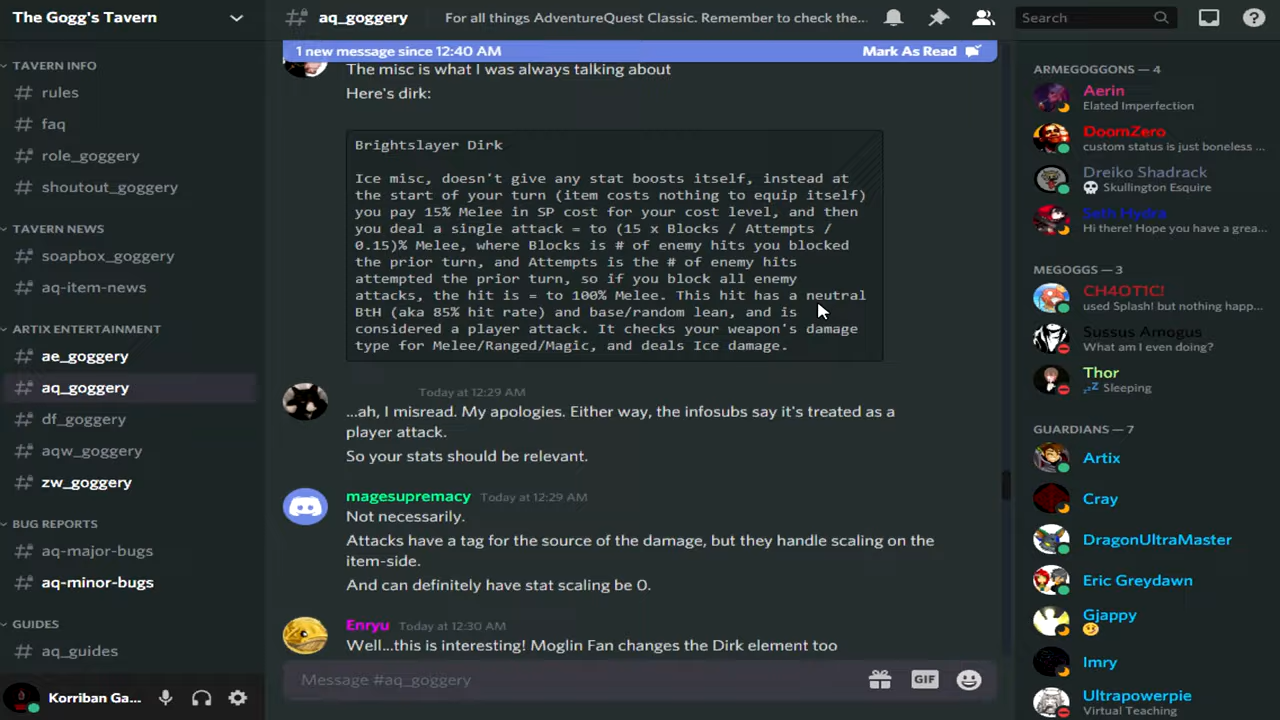 The Gogg's Tavern
aq_goggery
For all things AdventureQuest Classic. Remember to check the...
Search
TAVERN INFO
rules
faq
role_goggery
shoutout_goggery
TAVERN NEWS
soapbox_goggery
aq-item-news
ARTIX ENTERTAINMENT
ae_goggery
aq_goggery
df_goggery
aqw_goggery
zw_goggery
BUG REPORTS
aq-major-bugs
aq-minor-bugs
GUIDES
aq_guides
Korriban Ga...
1 new message since 12:40 AM
Mark As Read
The misc is what I was always talking about
Here's dirk:
Brightslayer Dirk
Ice misc, doesn't give any stat boosts itself, instead at
the start of your turn (item costs nothing to equip itself)
you pay 15% Melee in SP cost for your cost level, and then
you deal a single attack = to (15 x Blocks / Attempts /
0.15)% Melee, where Blocks is # of enemy hits you blocked
the prior turn, and Attempts is the # of enemy hits
attempted the prior turn, so if you block all enemy
attacks, the hit is = to 100% Melee. This hit has a neutral
BtH (aka 85% hit rate) and base/random lean, and is
considered a player attack. It checks your weapon's damage
type for Melee/Ranged/Magic, and deals Ice damage.
Today at 12:29 AM
...ah, I misread. My apologies. Either way, the infosubs say it's treated as a
player attack.
So your stats should be relevant.
magesupremacy Today at 12:29 AM
Not necessarily.
Attacks have a tag for the source of the damage, but they handle scaling on the
item-side.
And can definitely have stat scaling be 0.
Enryu Today at 12:30 AM
Well...this is interesting! Moglin Fan changes the Dirk element too
Message #aq_goggery
GIF
ARMEGOGGONS — 4
Aerin
Elated Imperfection
DoomZero
custom status is just boneless ...
Dreiko Shadrack
Skullington Esquire
Seth Hydra
Hi there! Hope you have a grea...
MEGOGGS — 3
CH4OT1C!
used Splash! but nothing happ...
Sussus Amogus
What am I even doing?
Thor
Sleeping
GUARDIANS — 7
Artix
Cray
DragonUltraMaster
Eric Greydawn
Gjappy
Imry
Ultrapowerpie
Virtual Teaching